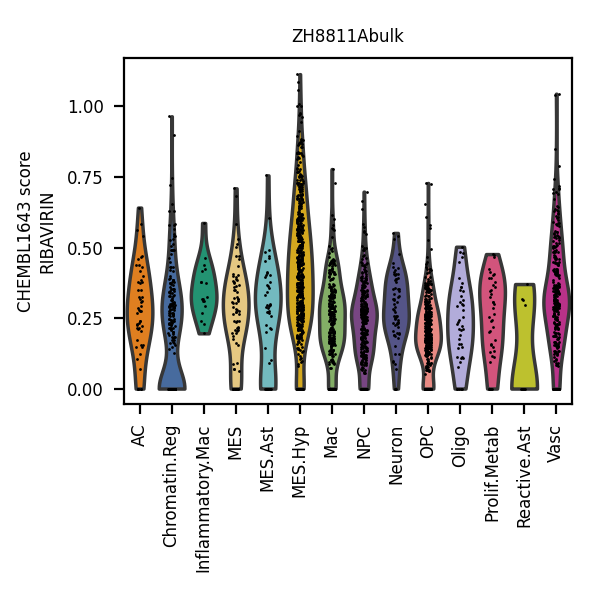 ZH8811Abulk
CHEMBL1643 score
RIBAVIRIN
1.00
0.75
0.50
0.25
0.00
AC
Chromatin.Reg
Inflammatory.Mac
MES
MES.Ast
MES.Hyp
Mac
NPC
Neuron
OPC
Oligo
Prolif.Metab
Reactive.Ast
Vasc